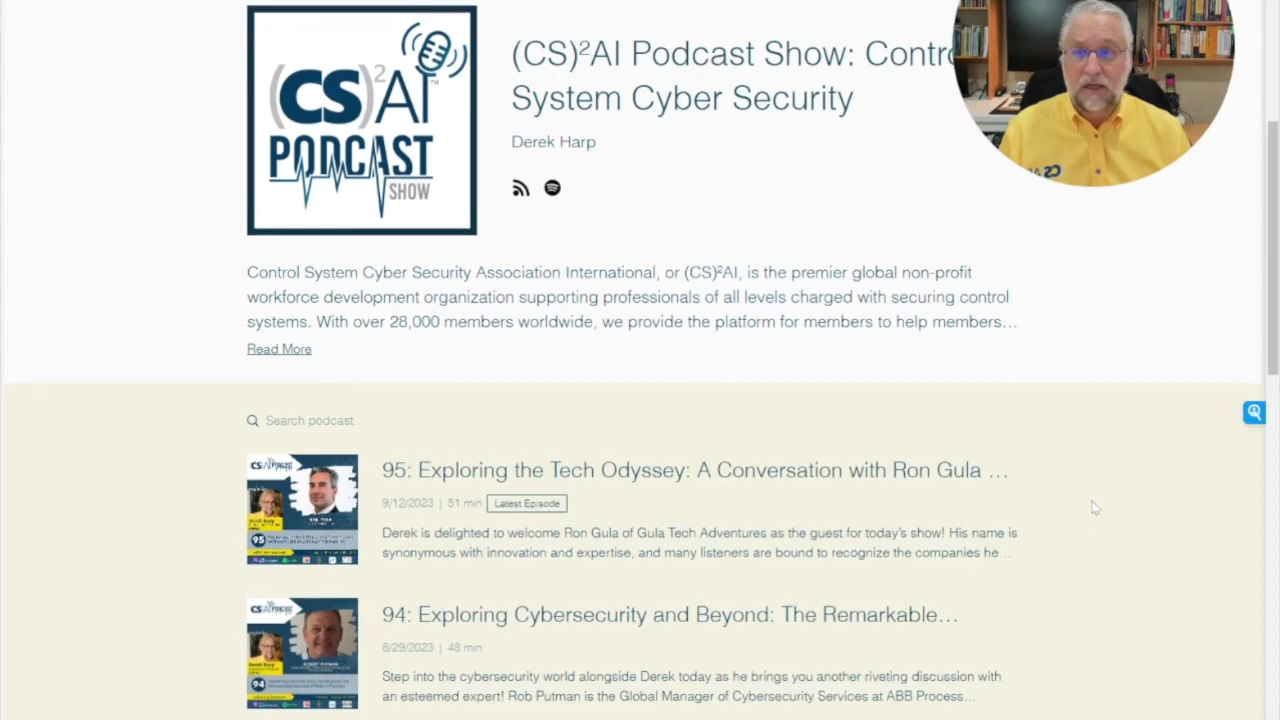 (CS)²AI™
PODCAST
SHOW
(CS)²AI Podcast Show: Contro
System Cyber Security
Derek Harp
Control System Cyber Security Association International, or (CS)²AI, is the premier global non-profit
workforce development organization supporting professionals of all levels charged with securing control
systems. With over 28,000 members worldwide, we provide the platform for members to help members…
Read More
Search podcast...
95: Exploring the Tech Odyssey: A Conversation with Ron Gula …
9/12/2023 | 51 min Latest Episode
Derek is delighted to welcome Ron Gula of Gula Tech Adventures as the guest for today's show! His name is
synonymous with innovation and expertise, and many listeners are bound to recognize the companies he…
95
94: Exploring Cybersecurity and Beyond: The Remarkable…
8/29/2023 | 48 min
Step into the cybersecurity world alongside Derek today as he brings you another riveting discussion with
an esteemed expert! Rob Putman is the Global Manager of Cyber Security Services at ABB Process…
94